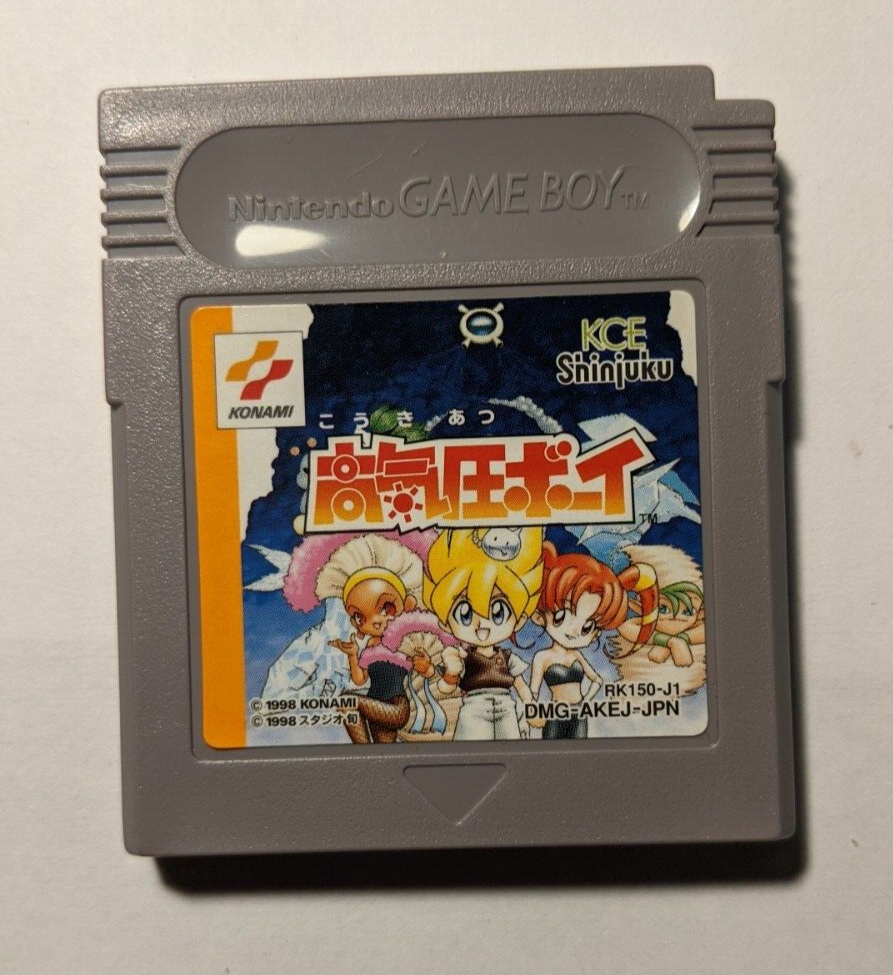 Nintendo GAME BOY TM
KONAMI
KCE
Shinjuku
こうきあつ
高気圧ボーイ
TM
RK150-J1
DMG-AKEJ-JPN
© 1998 KONAMI
© 1998 スタジオ旬